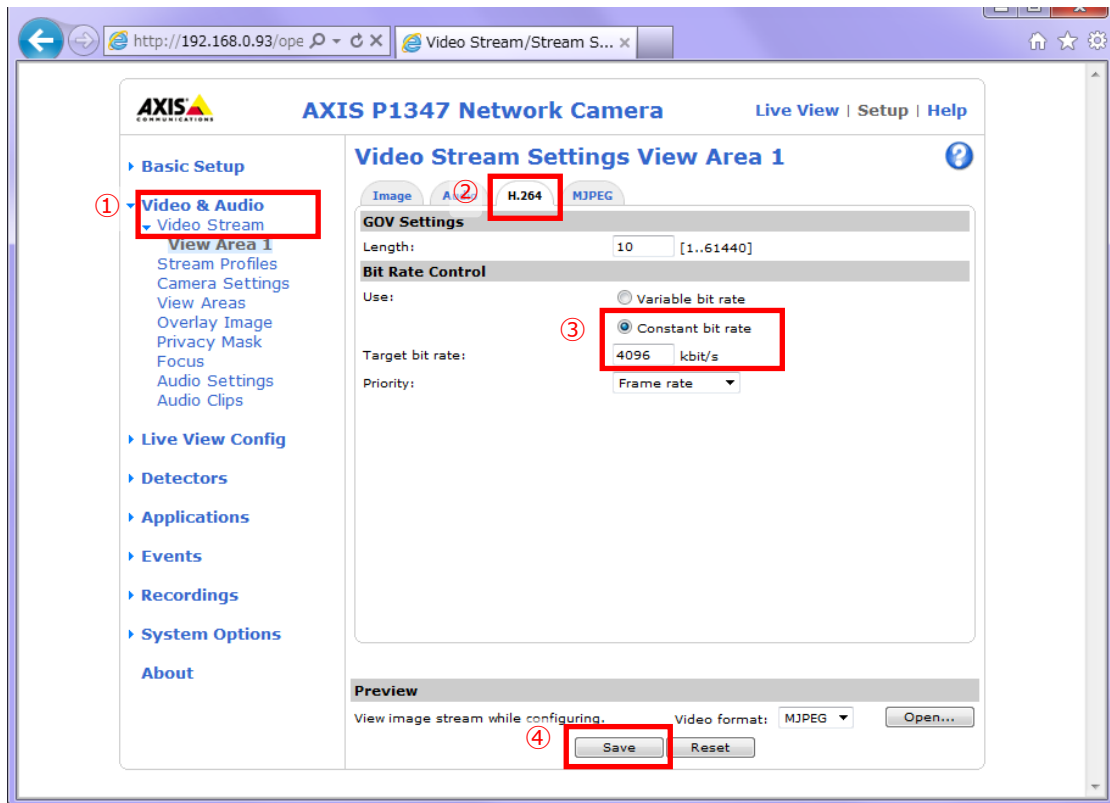 http://192.168.0.93/ope
Video Stream/Stream S...
AXIS
COMMUNICATIONS
AXIS P1347 Network Camera
Live View | Setup | Help
Basic Setup
① Video & Audio
Video Stream
View Area 1
Stream Profiles
Camera Settings
View Areas
Overlay Image
Privacy Mask
Focus
Audio Settings
Audio Clips
Live View Config
Detectors
Applications
Events
Recordings
System Options
About
Video Stream Settings View Area 1
?
Image Audio ② H.264 MJPEG
GOV Settings
Length: 10 [1..61440]
Bit Rate Control
Use: Variable bit rate
③ Constant bit rate
Target bit rate: 4096 kbit/s
Priority: Frame rate
Preview
View image stream while configuring. Video format: MJPEG Open...
④ Save Reset